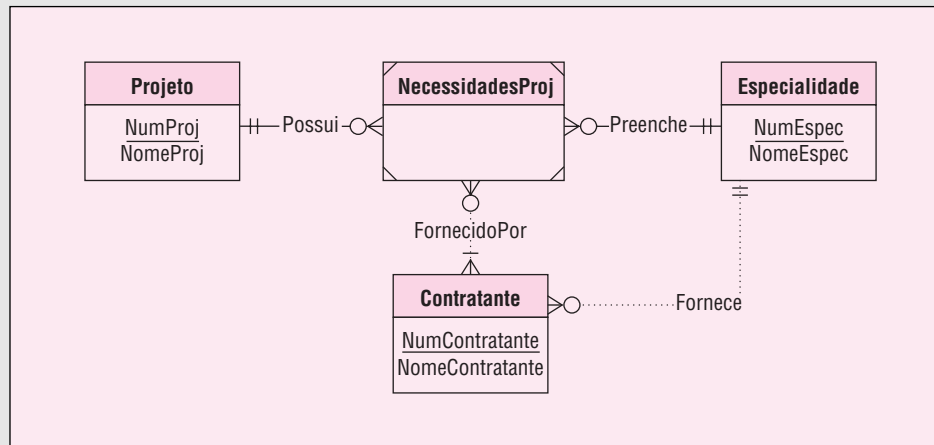 Projeto
NumProj
NomeProj
Possui
NecessidadesProj
Preenche
Especialidade
NumEspec
NomeEspec
FornecidoPor
Contratante
NumContratante
NomeContratante
Fornece